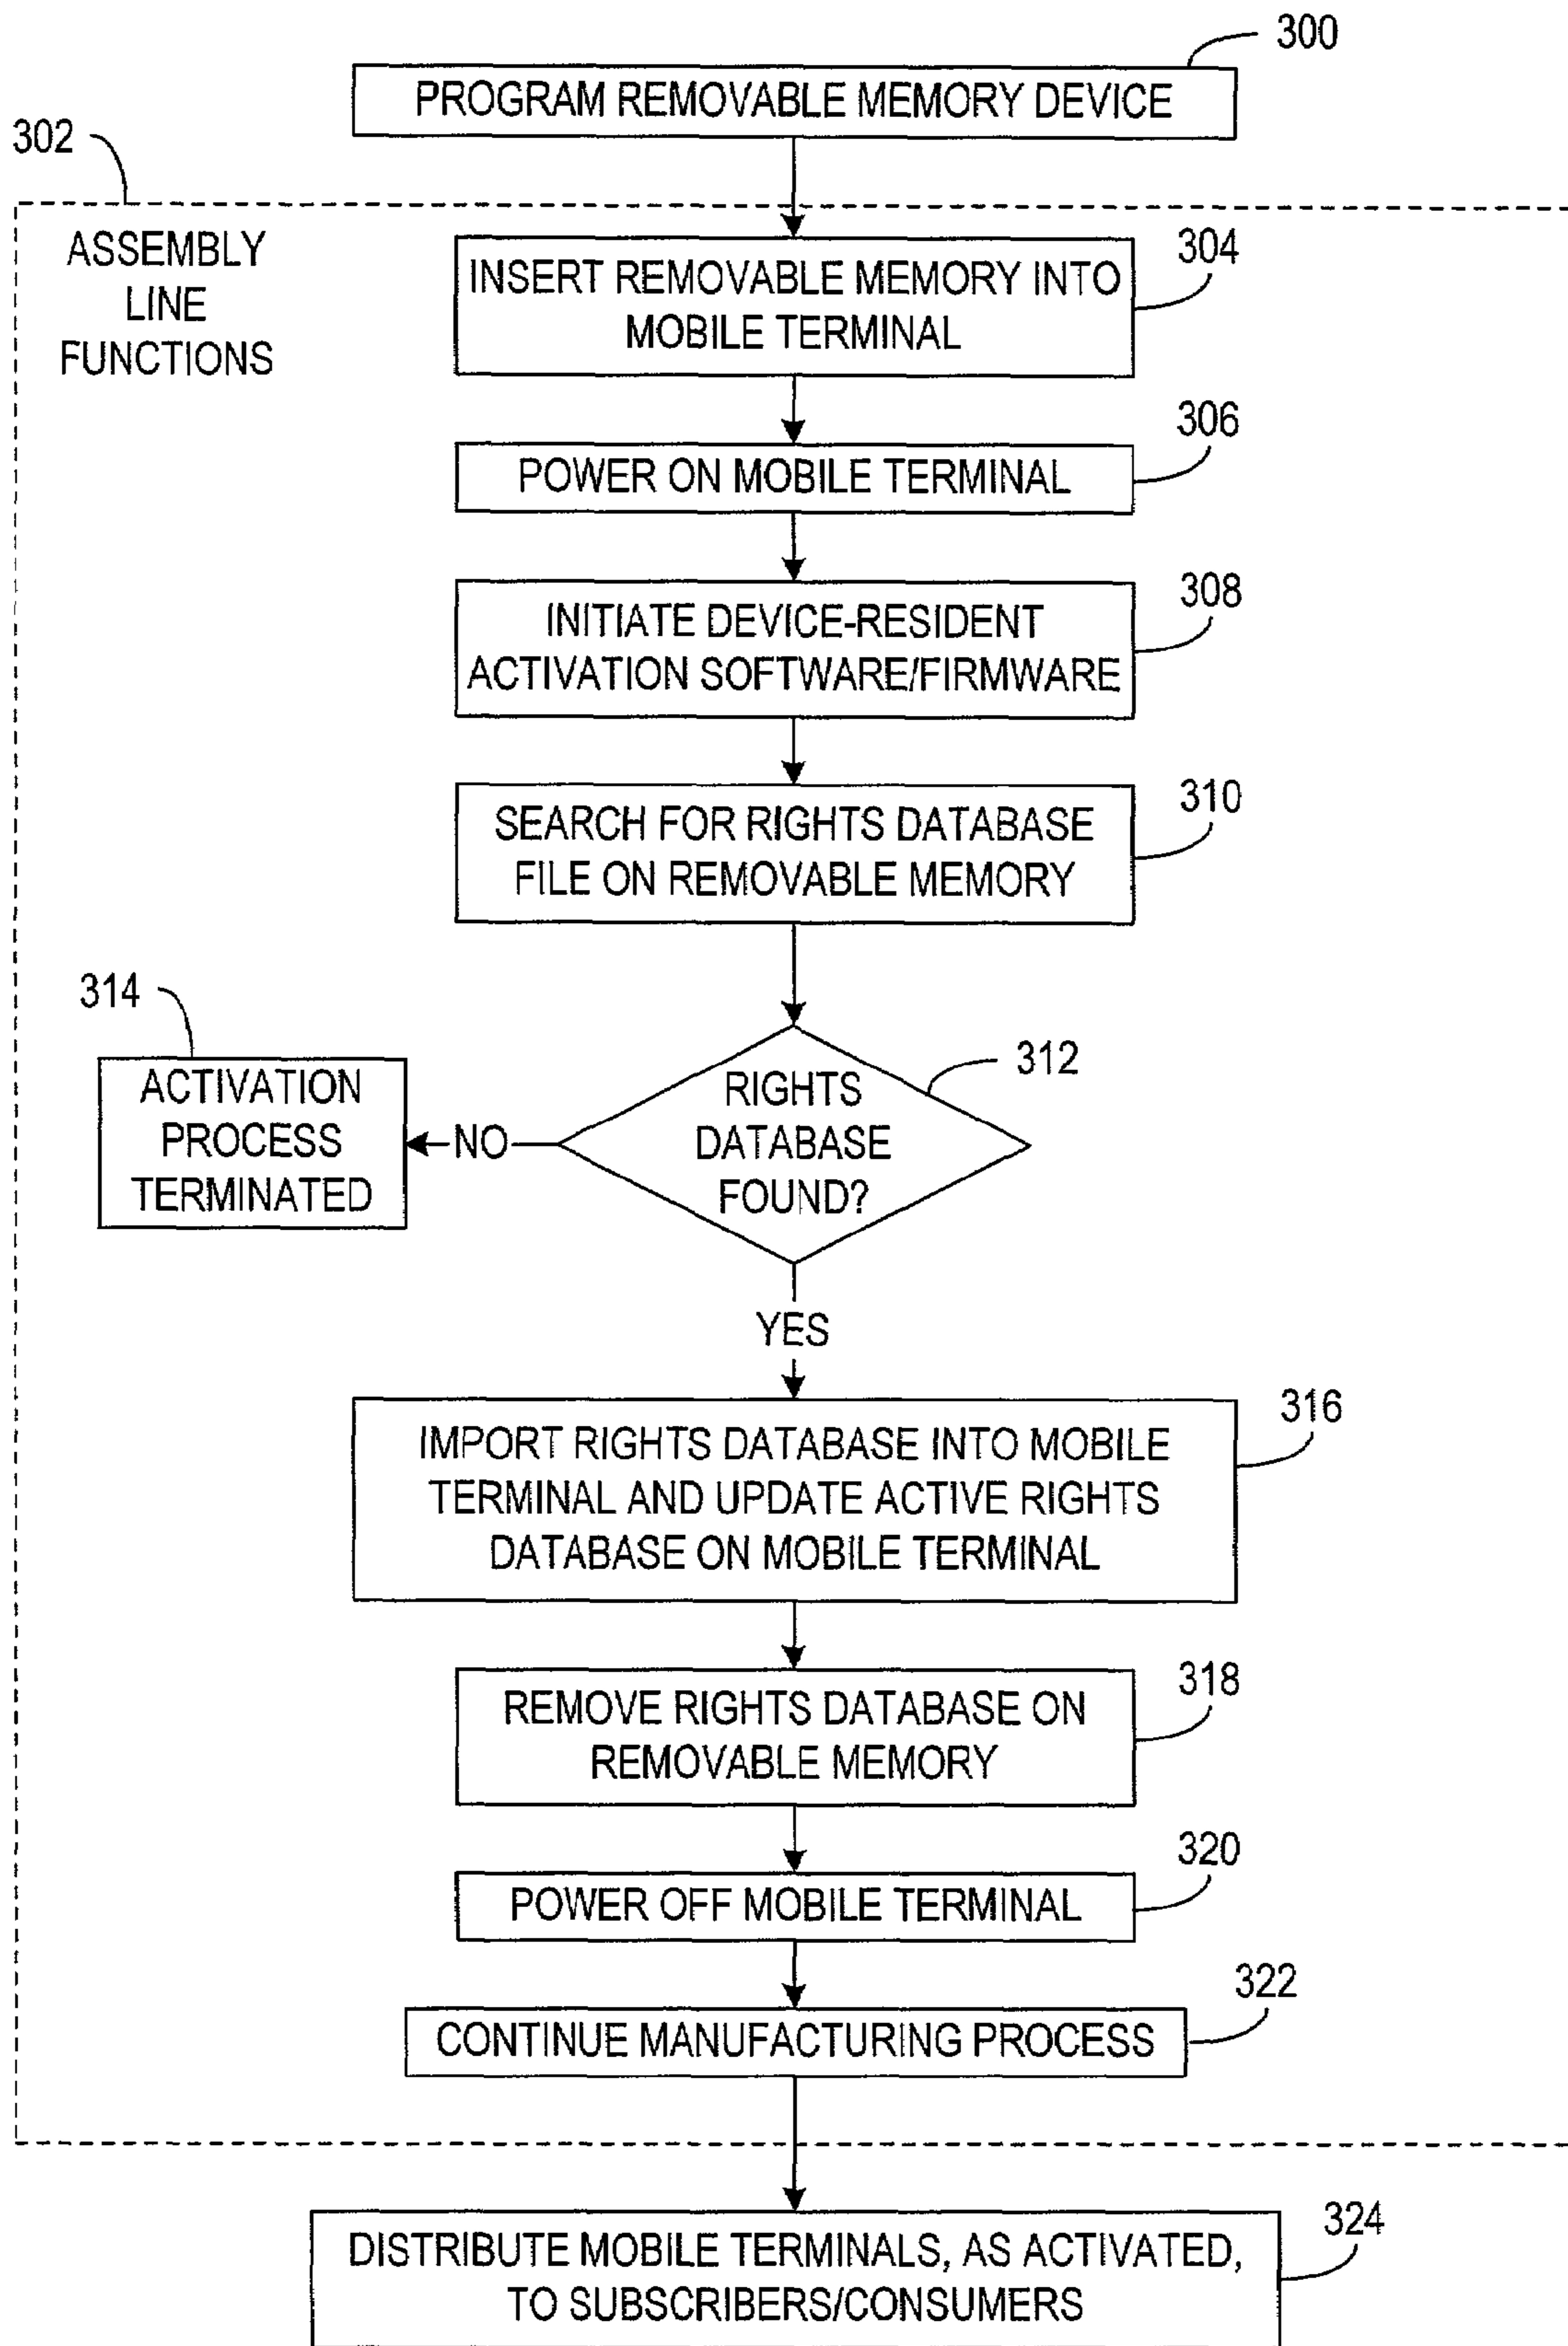 300
PROGRAM REMOVABLE MEMORY DEVICE
302
ASSEMBLY
LINE
FUNCTIONS
304
INSERT REMOVABLE MEMORY INTO
MOBILE TERMINAL
306
POWER ON MOBILE TERMINAL
308
INITIATE DEVICE-RESIDENT
ACTIVATION SOFTWARE/FIRMWARE
310
SEARCH FOR RIGHTS DATABASE
FILE ON REMOVABLE MEMORY
314
ACTIVATION
PROCESS
TERMINATED
NO
312
RIGHTS
DATABASE
FOUND?
YES
316
IMPORT RIGHTS DATABASE INTO MOBILE
TERMINAL AND UPDATE ACTIVE RIGHTS
DATABASE ON MOBILE TERMINAL
318
REMOVE RIGHTS DATABASE ON
REMOVABLE MEMORY
320
POWER OFF MOBILE TERMINAL
322
CONTINUE MANUFACTURING PROCESS
324
DISTRIBUTE MOBILE TERMINALS, AS ACTIVATED,
TO SUBSCRIBERS/CONSUMERS